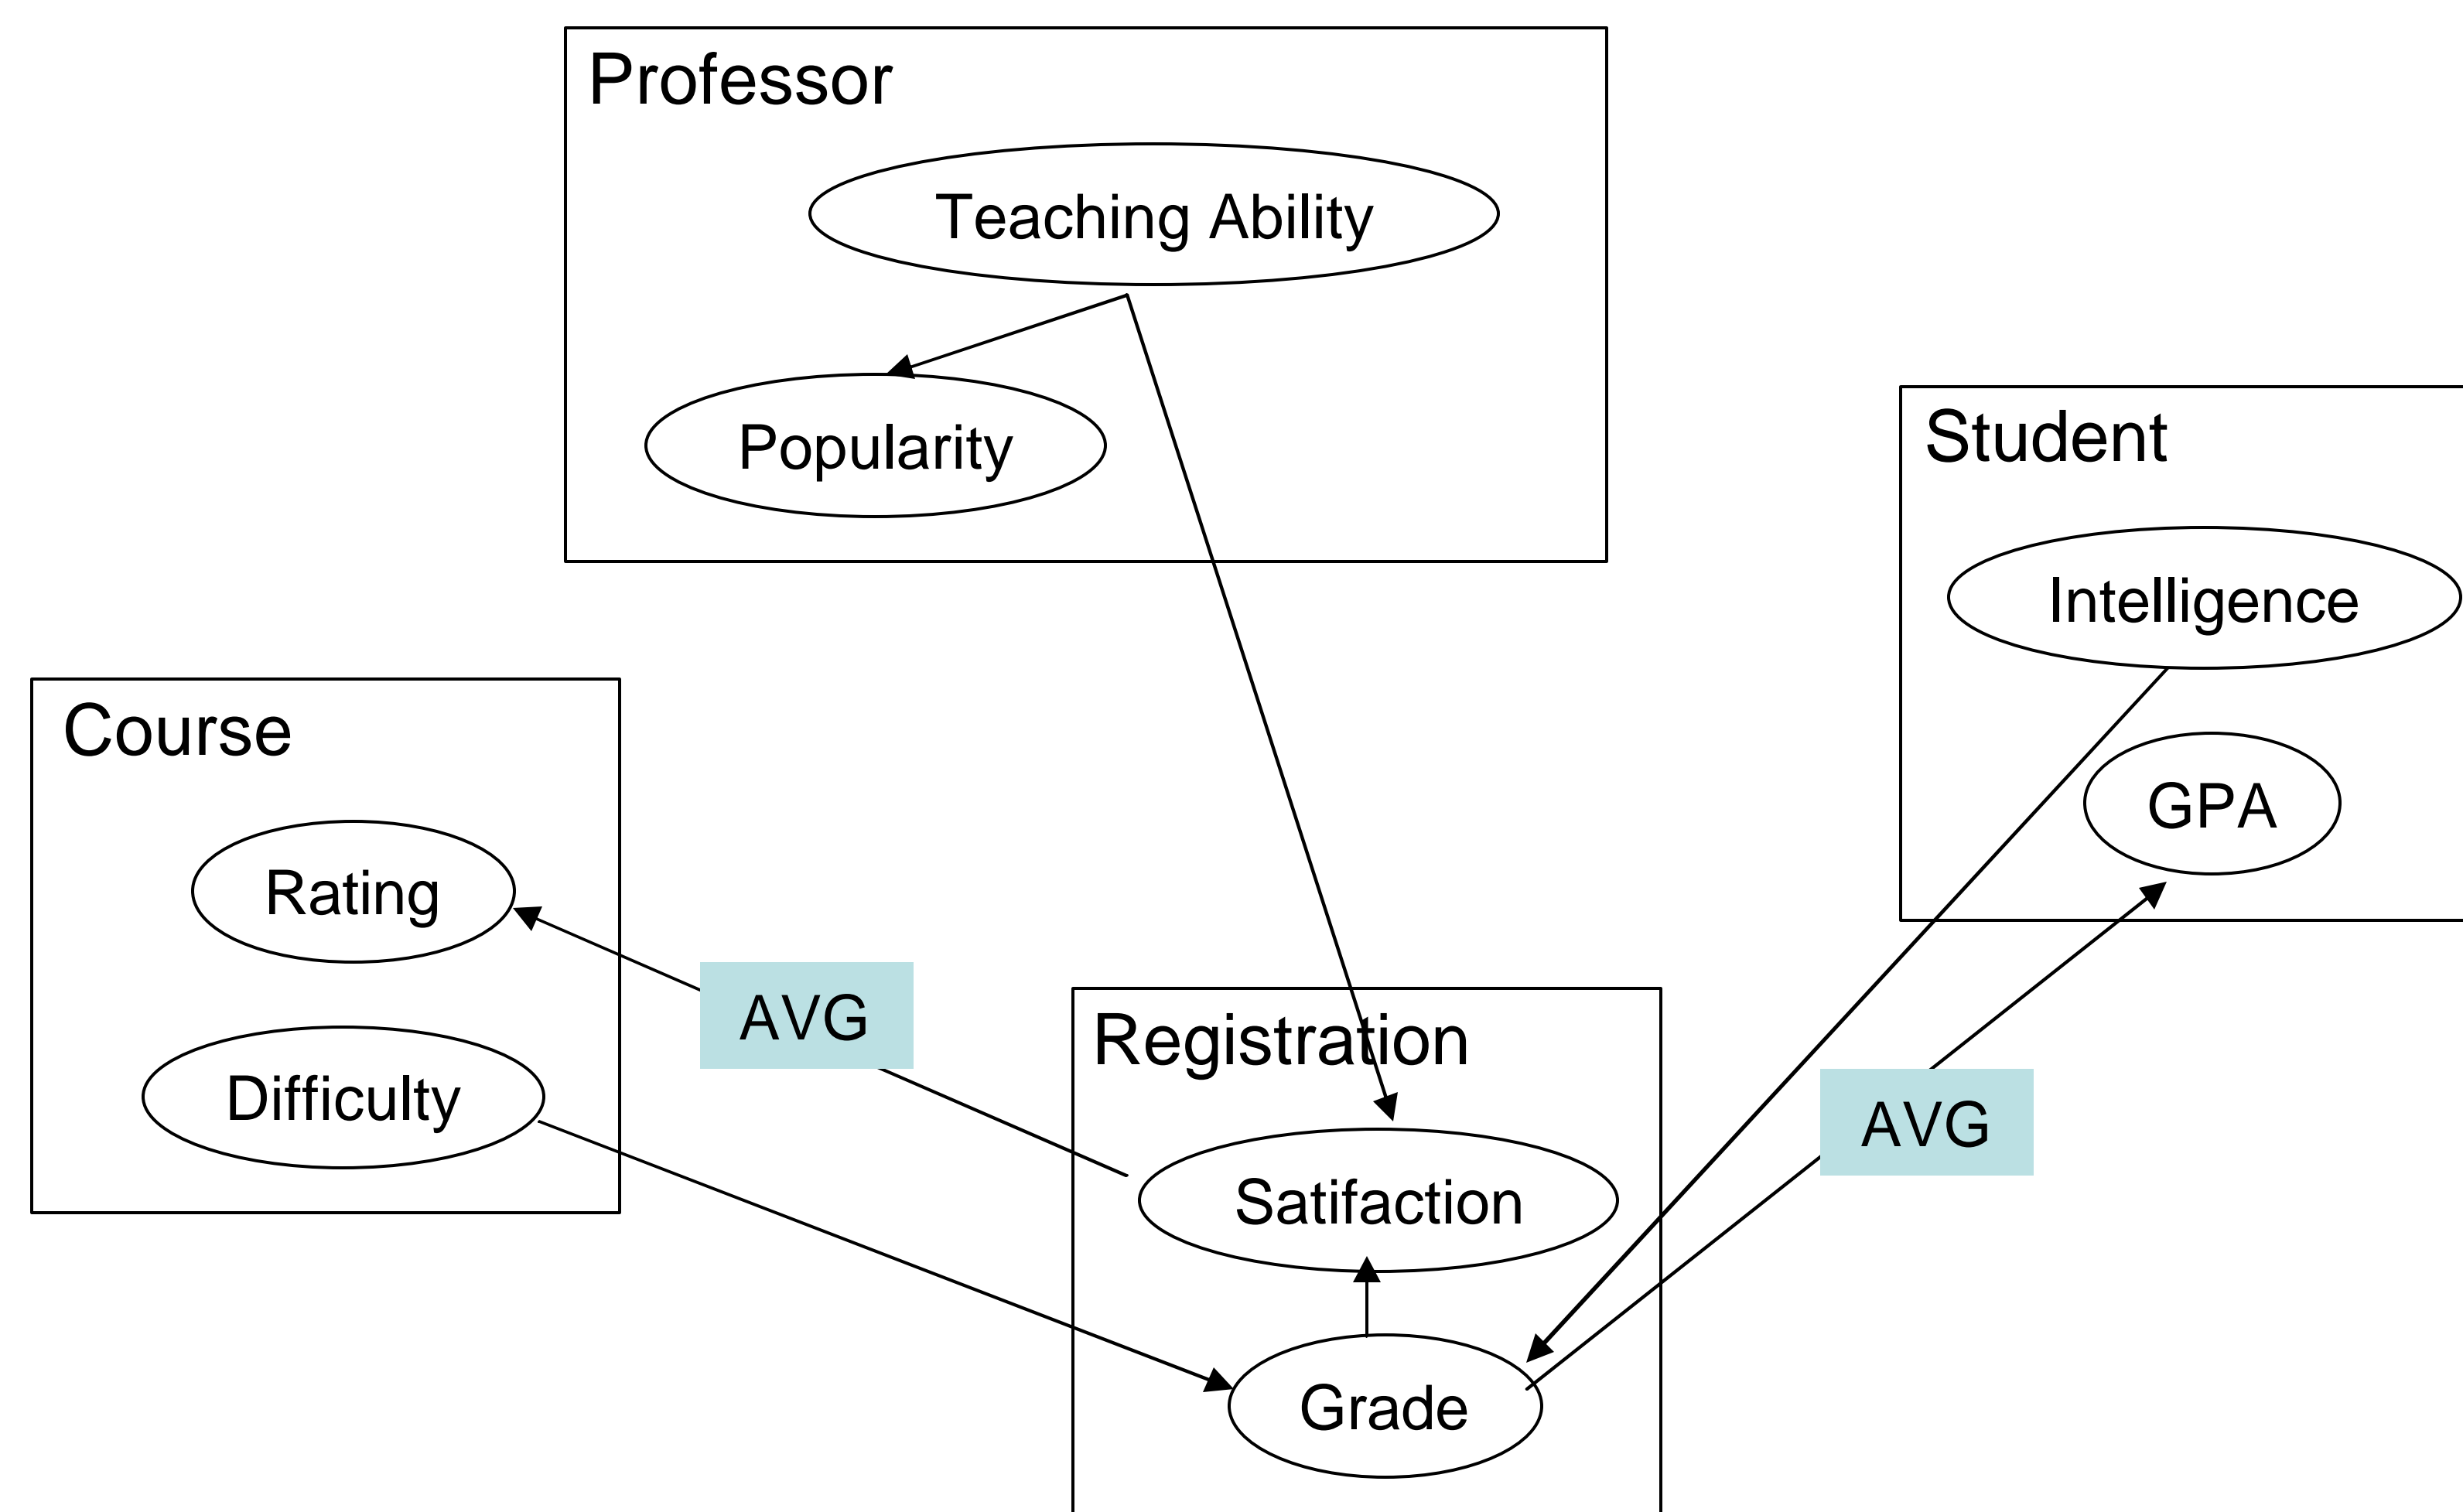 Professor
Teaching Ability
Popularity
Student
Intelligence
GPA
Course
Rating
Difficulty
AVG
Registration
Satifaction
Grade
AVG